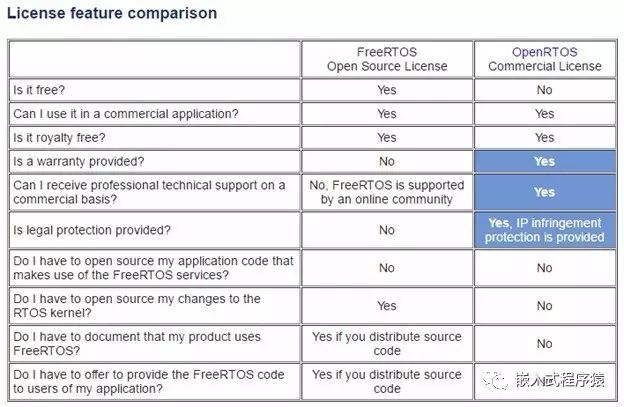 License feature comparison
FreeRTOS OpenRTOS
Open Source License Commercial License
Is it free? Yes No
Can I use it in a commercial application? Yes Yes
Is it royalty free? Yes Yes
Is a warranty provided? No Yes
Can I receive professional technical support on a No, FreeRTOS is supported Yes
commercial basis? by an online community
Is legal protection provided? No Yes, IP infringement
protection is provided
Do I have to open source my application code that No No
makes use of the FreeRTOS services?
Do I have to open source my changes to the Yes No
RTOS kernel?
Do I have to document that my product uses Yes if you distribute source No
FreeRTOS? code
Do I have to offer to provide the FreeRTOS code Yes if you distribute source No
to users of my application? code
嵌入式程序猿